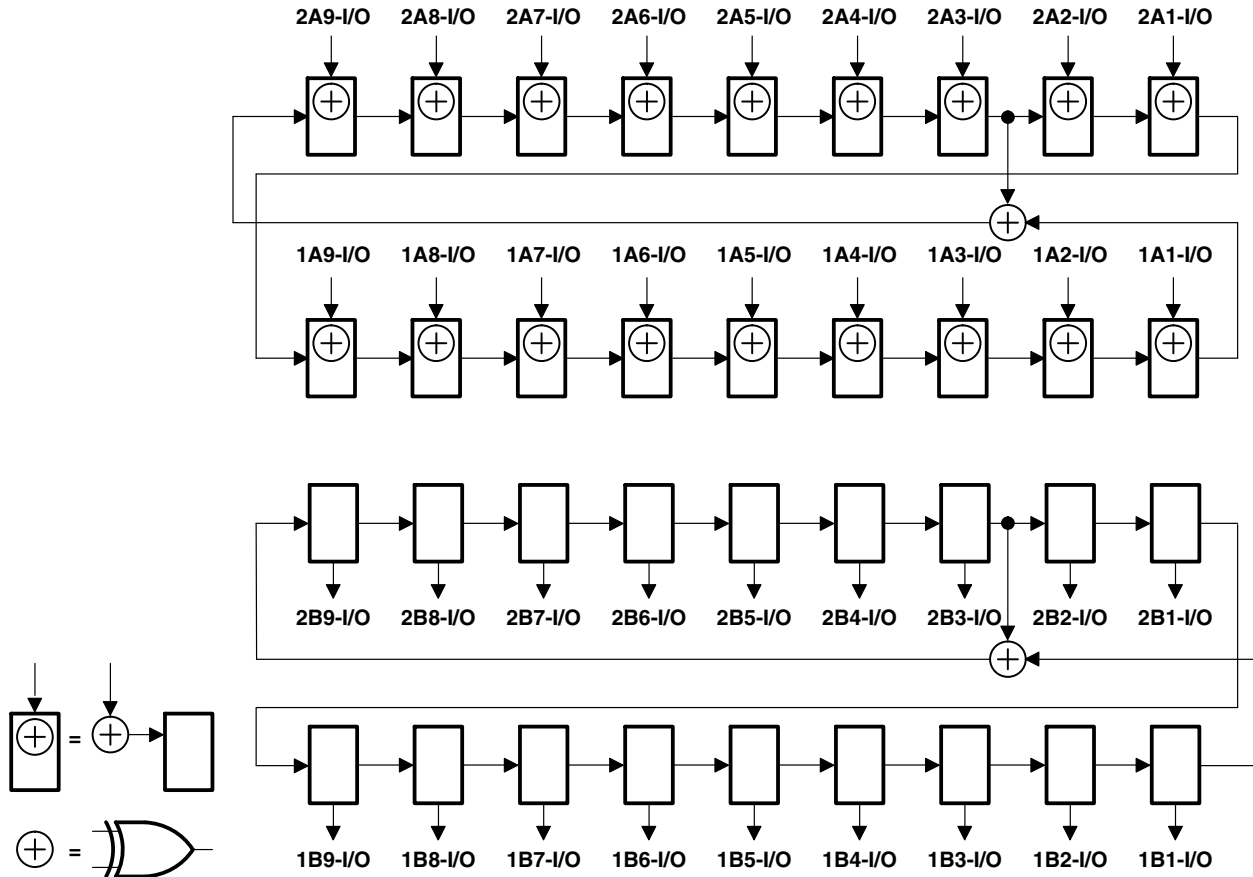 2A9-I/O 2A8-I/O 2A7-I/O 2A6-I/O 2A5-I/O 2A4-I/O 2A3-I/O 2A2-I/O 2A1-I/O
1A9-I/O 1A8-I/O 1A7-I/O 1A6-I/O 1A5-I/O 1A4-I/O 1A3-I/O 1A2-I/O 1A1-I/O
2B9-I/O 2B8-I/O 2B7-I/O 2B6-I/O 2B5-I/O 2B4-I/O 2B3-I/O 2B2-I/O 2B1-I/O
=
=
1B9-I/O 1B8-I/O 1B7-I/O 1B6-I/O 1B5-I/O 1B4-I/O 1B3-I/O 1B2-I/O 1B1-I/O